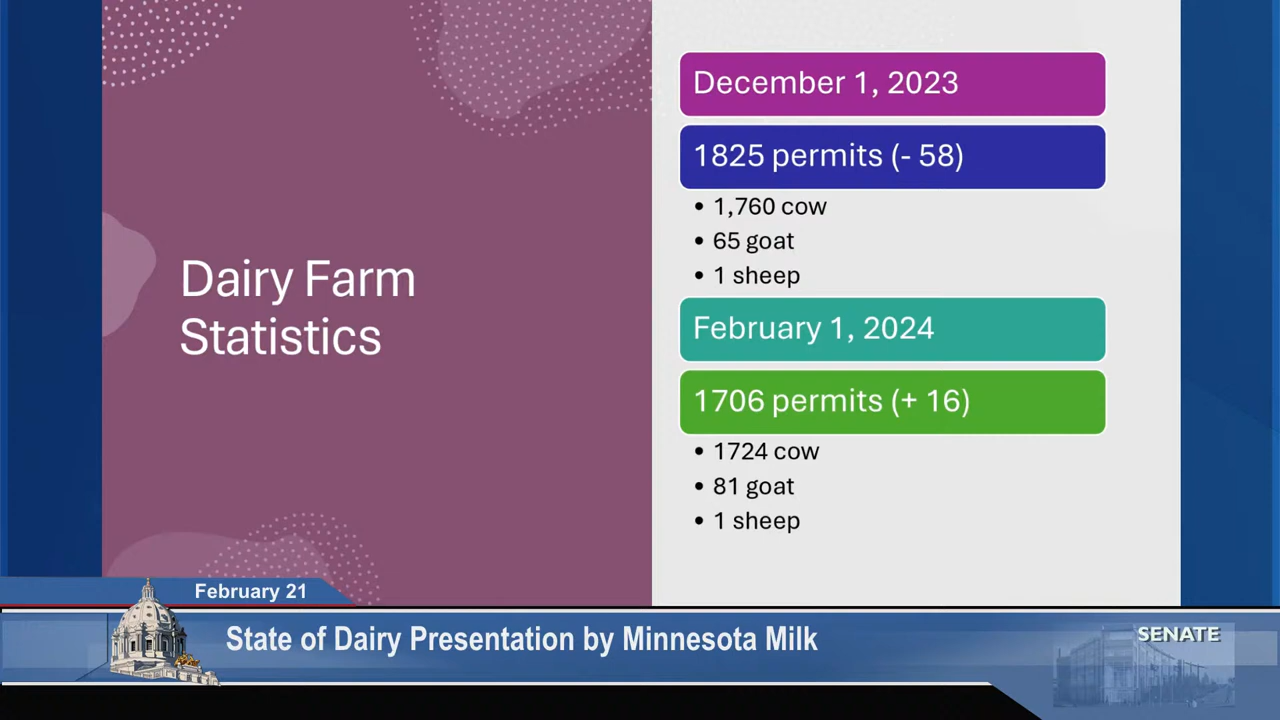 Dairy Farm
Statistics
December 1, 2023
1825 permits (- 58)
• 1,760 cow
• 65 goat
• 1 sheep
February 1, 2024
1706 permits (+ 16)
• 1724 cow
• 81 goat
• 1 sheep
February 21
State of Dairy Presentation by Minnesota Milk
SENATE